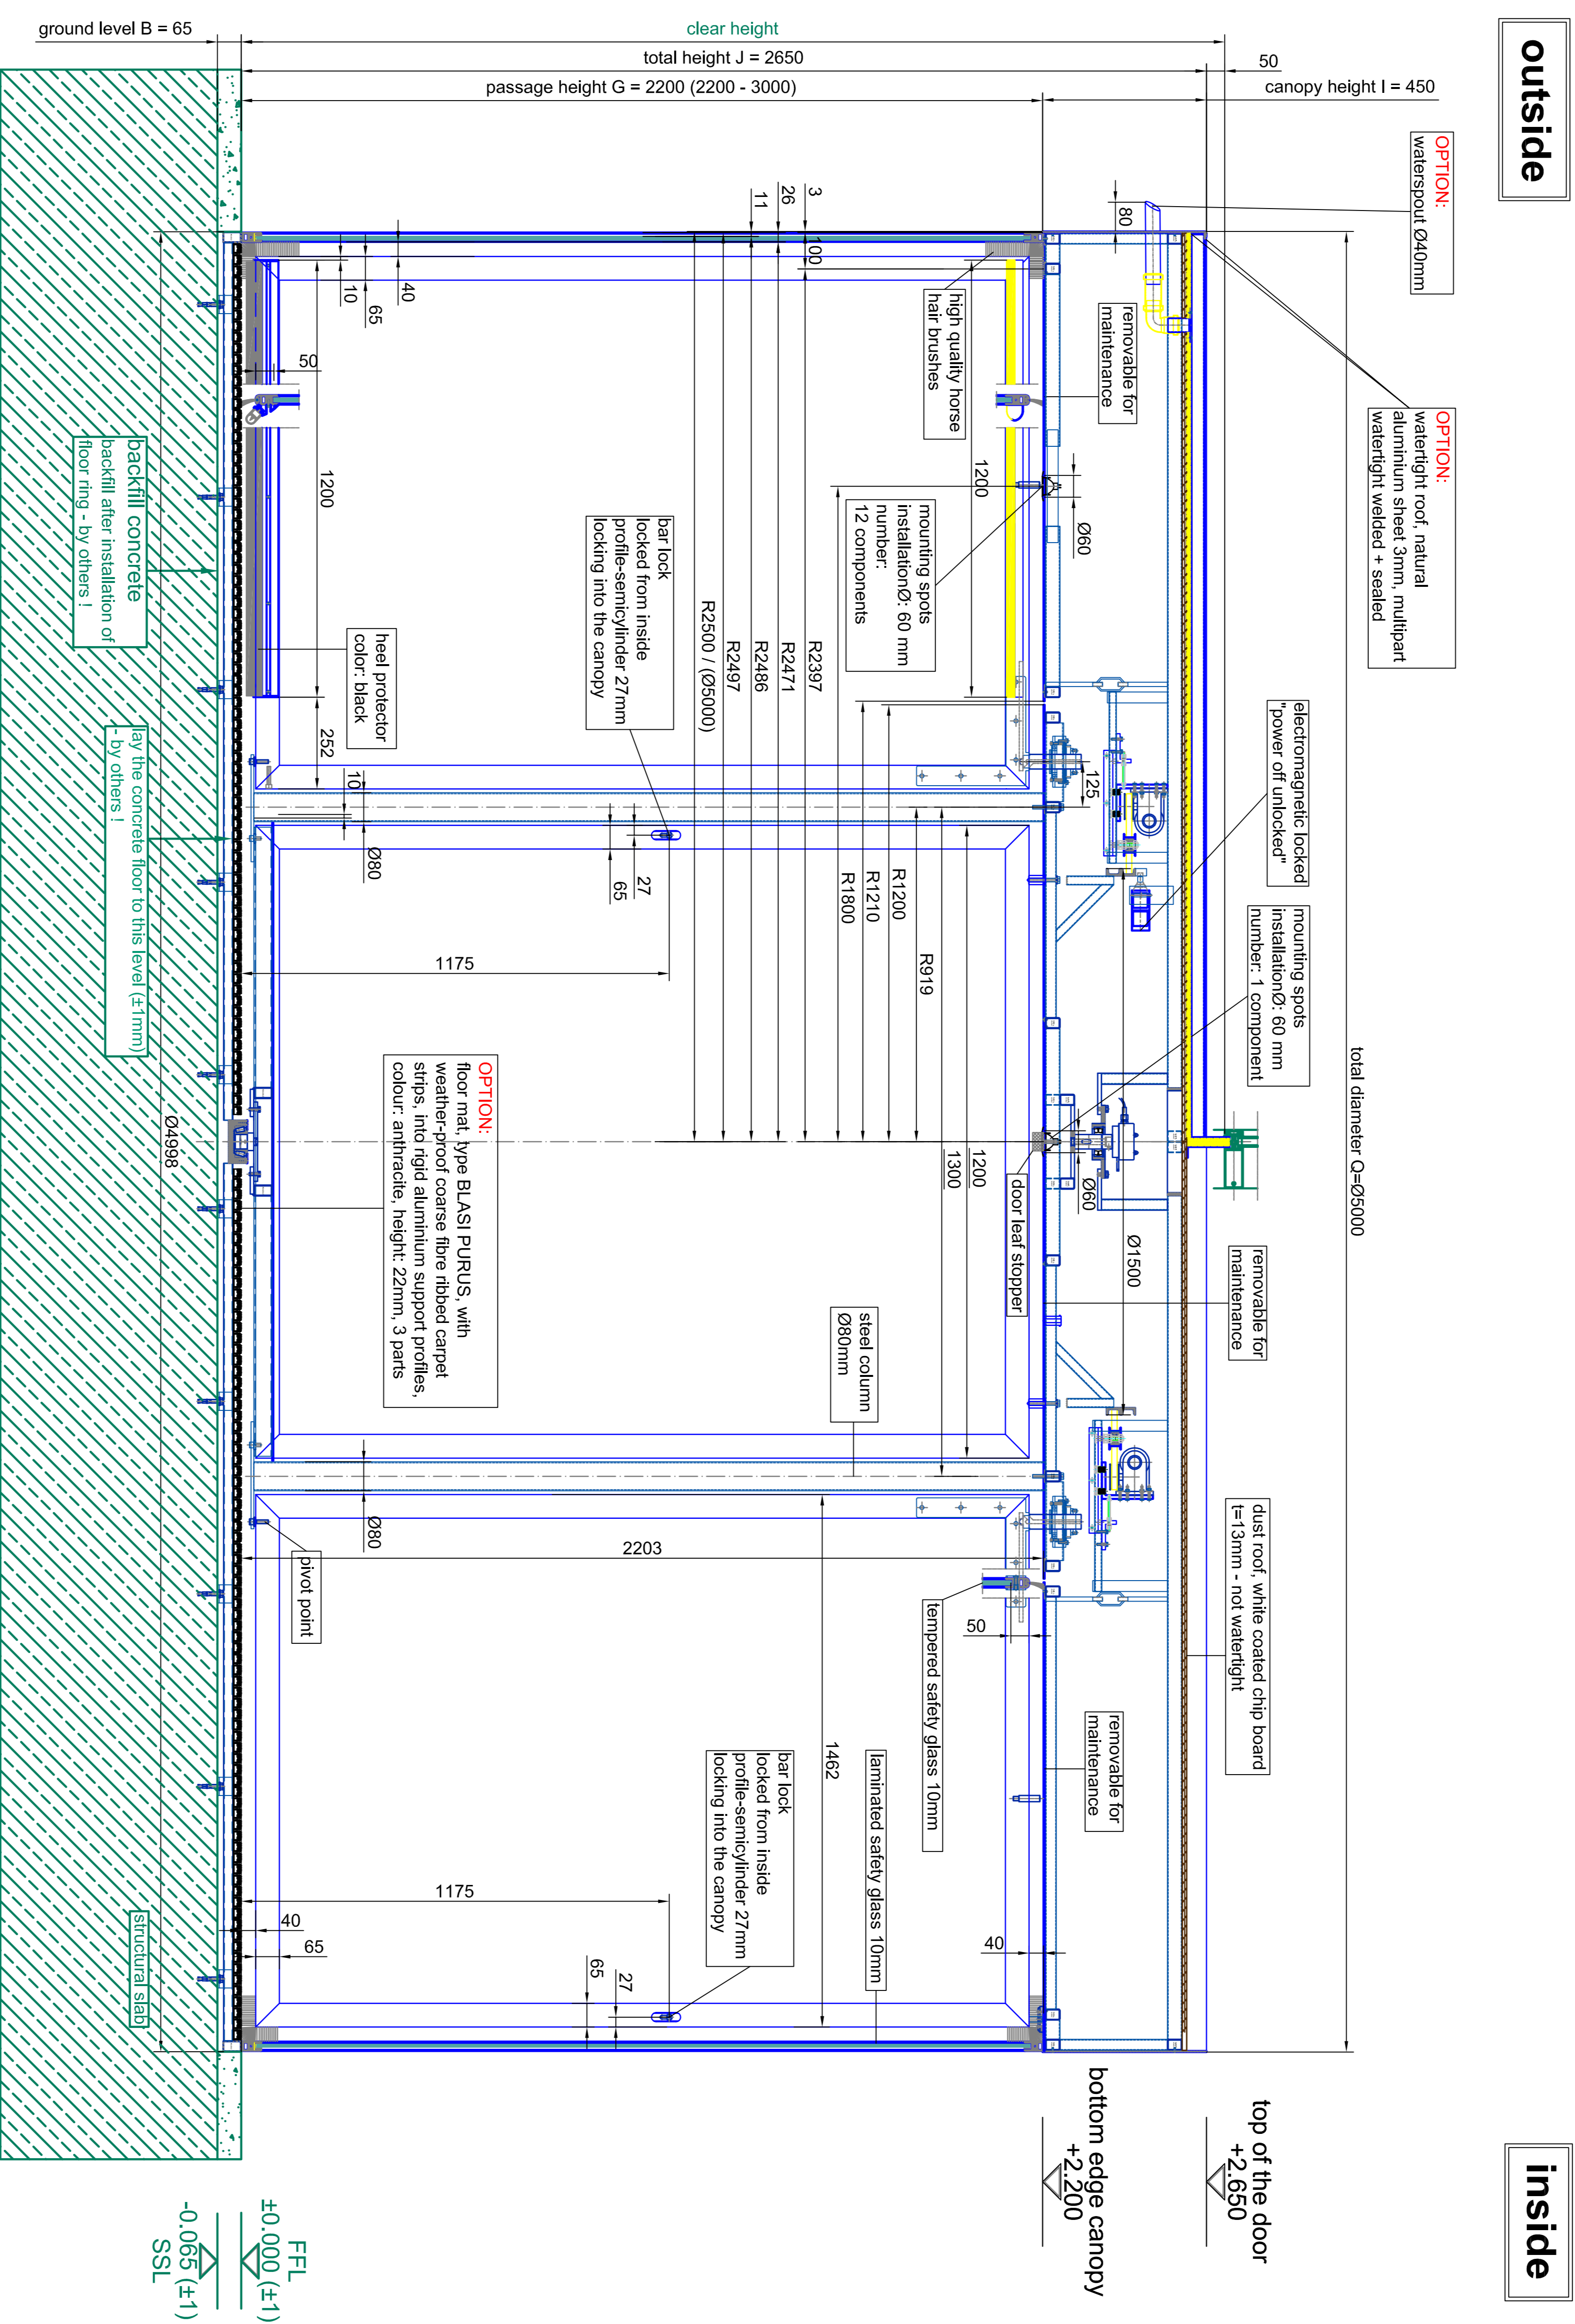 outside
inside
ground level B = 65
clear height
total height J = 2650
passage height G = 2200 (2200 - 3000)
50
canopy height I = 450
OPTION:
waterspout Ø40mm
OPTION:
watertight roof, natural
aluminium sheet 3mm, multipart
watertight welded + sealed
electromagnetic locked
"power off unlocked"
mounting spots
installationØ: 60 mm
number: 1 component
total diameter Q=Ø5000
removable for
maintenance
dust roof, white coated chip board
t=13mm - not watertight
top of the door
+2.650
bottom edge canopy
+2.200
80
removable for
maintenance
removable for
maintenance
Ø1500
125
Ø60
Ø60
door leaf stopper
high quality horse
hair brushes
1200
mounting spots
installationØ: 60 mm
number:
12 components
3
26
11
100
R919
R1200
R1210
R1800
R2397
R2471
R2486
R2497
R2500 / (Ø5000)
1200
1300
steel column
Ø80mm
50
tempered safety glass 10mm
laminated safety glass 10mm
40
1462
bar lock
locked from inside
profile-semicylinder 27mm
locking into the canopy
bar lock
locked from inside
profile-semicylinder 27mm
locking into the canopy
27
65
1175
27
65
1175
2203
40
65
10
50
1200
252
10
Ø80
Ø80
heel protector
color: black
OPTION:
floor mat, type BLASI PURUS, with
weather-proof coarse fibre ribbed carpet
strips, into rigid aluminium support profiles,
colour: anthracite, height: 22mm, 3 parts
pivot point
40
65
Ø4998
backfill concrete
backfill after installation of
floor ring - by others !
lay the concrete floor to this level (±1mm)
- by others !
structural slab
FFL
±0.000 (±1)
-0.065 (±1)
SSL